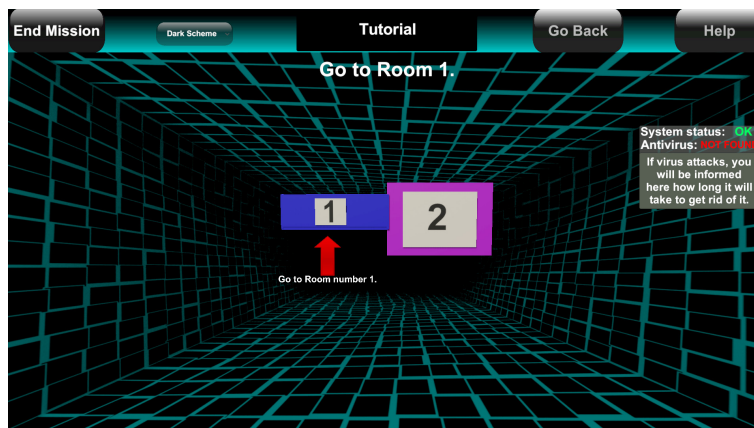 End Mission
Dark Scheme
Tutorial
Go Back
Help
Go to Room 1.
System status: OK
Antivirus: NOT FOUND
If virus attacks, you
will be informed
here how long it will
take to get rid of it.
1
2
Go to Room number 1.